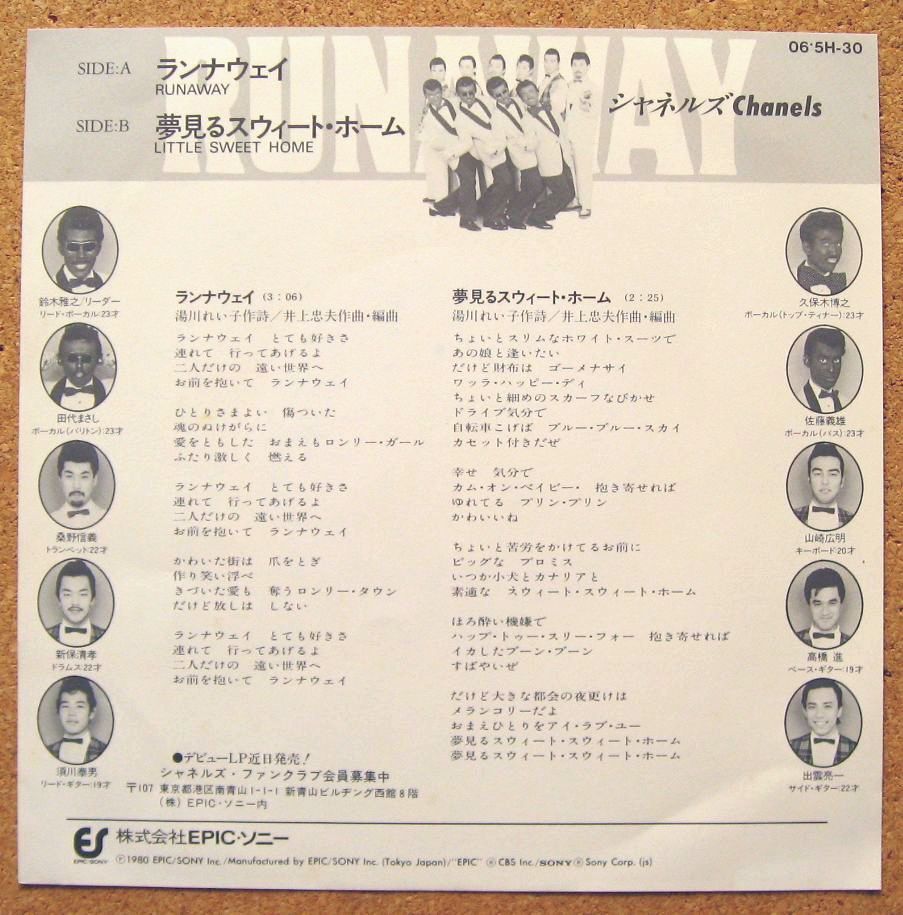 RUNAWAY
06・5H-30
SIDE:A ランナウェイ
RUNAWAY
SIDE:B 夢見るスウィート・ホーム
LITTLE SWEET HOME
シャネルズ Chanels
鈴木雅之/リーダー
リード・ボーカル:23才
田代まさし
ボーカル(バリトン):23才
桑野信義
トランペット:22才
新保清孝
ドラムス:22才
須川泰男
リード・ギター:19才
ランナウェイ (3:06)
湯川れい子作詩/井上忠夫作曲・編曲
ランナウェイ とても好きさ
連れて 行ってあげるよ
二人だけの 遠い世界へ
お前を抱いて ランナウェイ
ひとりさまよい 傷ついた
魂のぬけがらに
愛をともした おまえもロンリー・ガール
ふたり激しく 燃える
ランナウェイ とても好きさ
連れて 行ってあげるよ
二人だけの 遠い世界へ
お前を抱いて ランナウェイ
かわいた街は 爪をとぎ
作り笑い浮べ
きづいた愛も 奪うロンリー・タウン
だけど放しは しない
ランナウェイ とても好きさ
連れて 行ってあげるよ
二人だけの 遠い世界へ
お前を抱いて ランナウェイ
夢見るスウィート・ホーム (2:25)
湯川れい子作詩/井上忠夫作曲・編曲
ちょいとスリムなホワイト・スーツで
あの娘と逢いたい
だけど財布は ゴーメナサイ
ワッラ・ハッピー・ディ
ちょいと細めのスカーフなびかせ
ドライブ気分で
自転車こげば ブルー・ブルー・スカイ
カセット付きだぜ
幸せ 気分で
カム・オン・ベイビー・ 抱き寄せれば
ゆれてる プリン・プリン
かわいいね
ちょいと苦労をかけてるお前に
ビッグな プロミス
いつか小犬とカナリアと
素適な スウィート・スウィート・ホーム
ほろ酔い機嫌で
ハップ・トゥー・スリー・フォー 抱き寄せれば
イカしたブーン・ブーン
すばやいぜ
だけど大きな都会の夜更けは
メランコリーだよ
おまえひとりをアイ・ラブ・ユー
夢見るスウィート・スウィート・ホーム
夢見るスウィート・スウィート・ホーム
久保木博之
ボーカル(トップ・ティナー):23才
佐藤義雄
ボーカル(バス):23才
山崎広明
キーボード:20才
高橋 進
ベース・ギター:19才
出雲亮一
サイド・ギター:22才
●デビューLP近日発売!
シャネルズ・ファンクラブ会員募集中
〒107 東京都港区南青山1-1-1 新青山ビルヂング西館8階
(株)EPIC・ソニー内
ES EPIC/SONY 株式会社EPIC・ソニー
Ⓟ1980 EPIC/SONY Inc./Manufactured by EPIC/SONY Inc. (Tokyo Japan)/"EPIC" ® CBS Inc./SONY ® Sony Corp. (js)